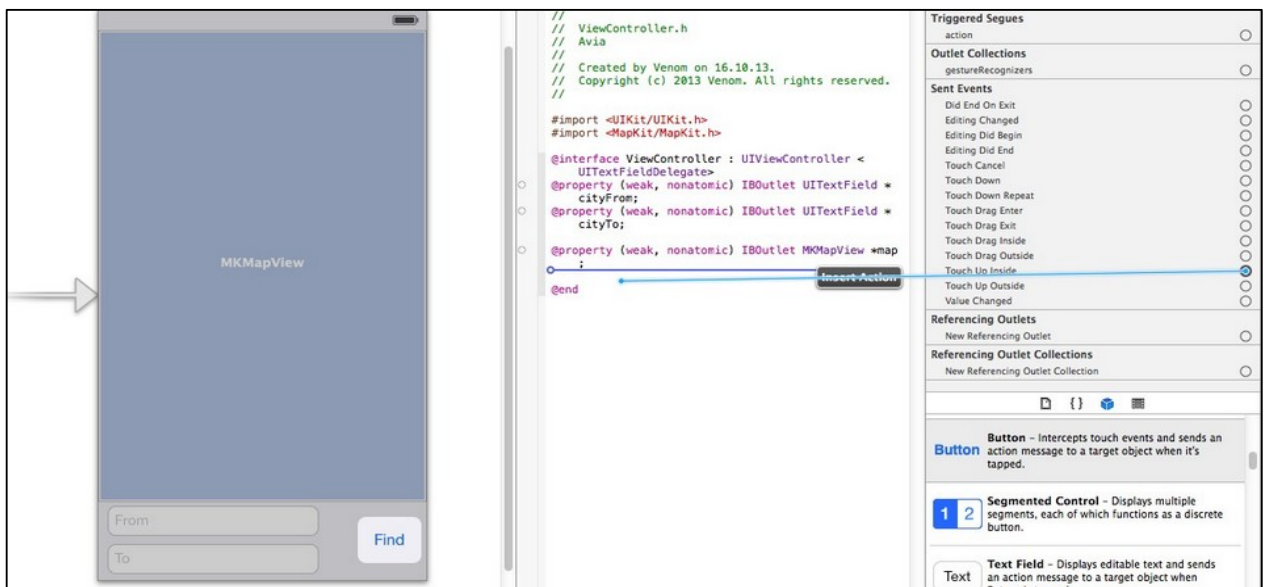 MKMapView
From
To
Find
//
// ViewController.h
// Avia
//
// Created by Venom on 16.10.13.
// Copyright (c) 2013 Venom. All rights reserved.
//
#import <UIKit/UIKit.h>
#import <MapKit/MapKit.h>
@interface ViewController : UIViewController <
UITextFieldDelegate>
@property (weak, nonatomic) IBOutlet UITextField *
cityFrom;
@property (weak, nonatomic) IBOutlet UITextField *
cityTo;
@property (weak, nonatomic) IBOutlet MKMapView *map
;
Insert Action
@end
Triggered Segues
action
Outlet Collections
gestureRecognizers
Sent Events
Did End On Exit
Editing Changed
Editing Did Begin
Editing Did End
Touch Cancel
Touch Down
Touch Down Repeat
Touch Drag Enter
Touch Drag Exit
Touch Drag Inside
Touch Drag Outside
Touch Up Inside
Touch Up Outside
Value Changed
Referencing Outlets
New Referencing Outlet
Referencing Outlet Collections
New Referencing Outlet Collection
{}
Button
Button – Intercepts touch events and sends an
action message to a target object when it's
tapped.
1 2
Segmented Control – Displays multiple
segments, each of which functions as a discrete
button.
Text
Text Field – Displays editable text and sends
an action message to a target object when